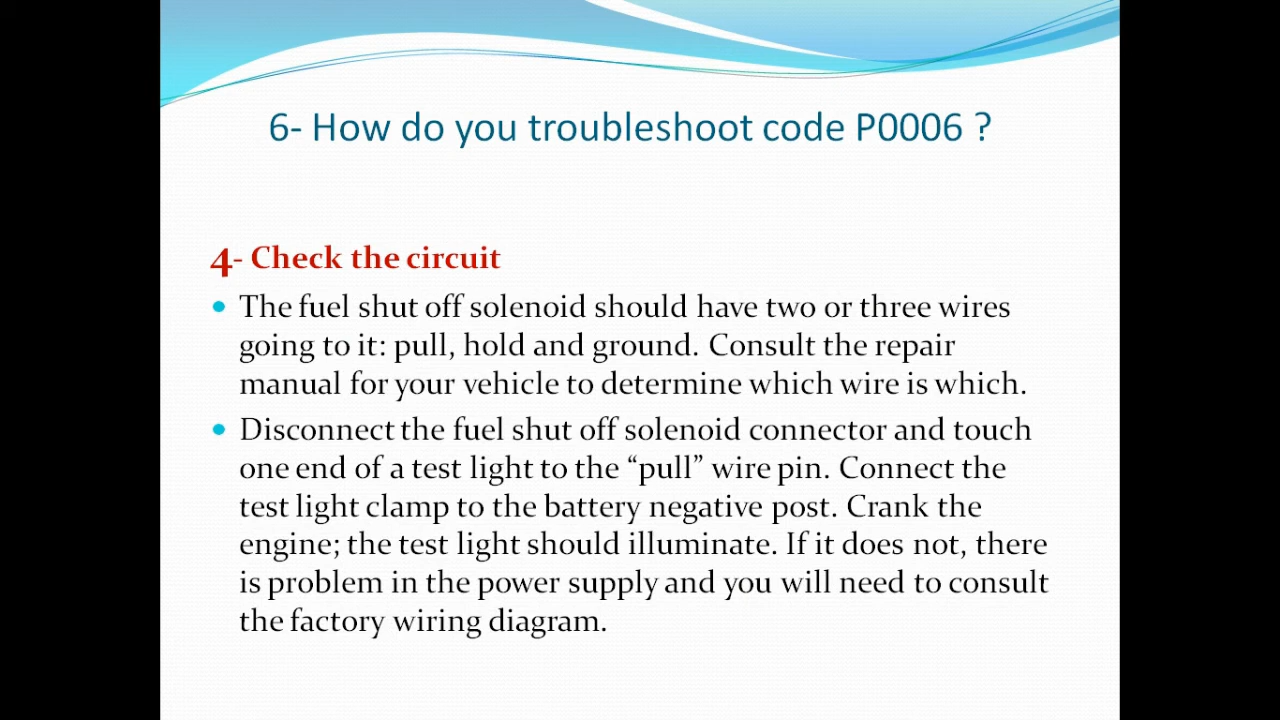 6- How do you troubleshoot code P0006 ?
4- Check the circuit
• The fuel shut off solenoid should have two or three wires
going to it: pull, hold and ground. Consult the repair
manual for your vehicle to determine which wire is which.
• Disconnect the fuel shut off solenoid connector and touch
one end of a test light to the “pull” wire pin. Connect the
test light clamp to the battery negative post. Crank the
engine; the test light should illuminate. If it does not, there
is problem in the power supply and you will need to consult
the factory wiring diagram.